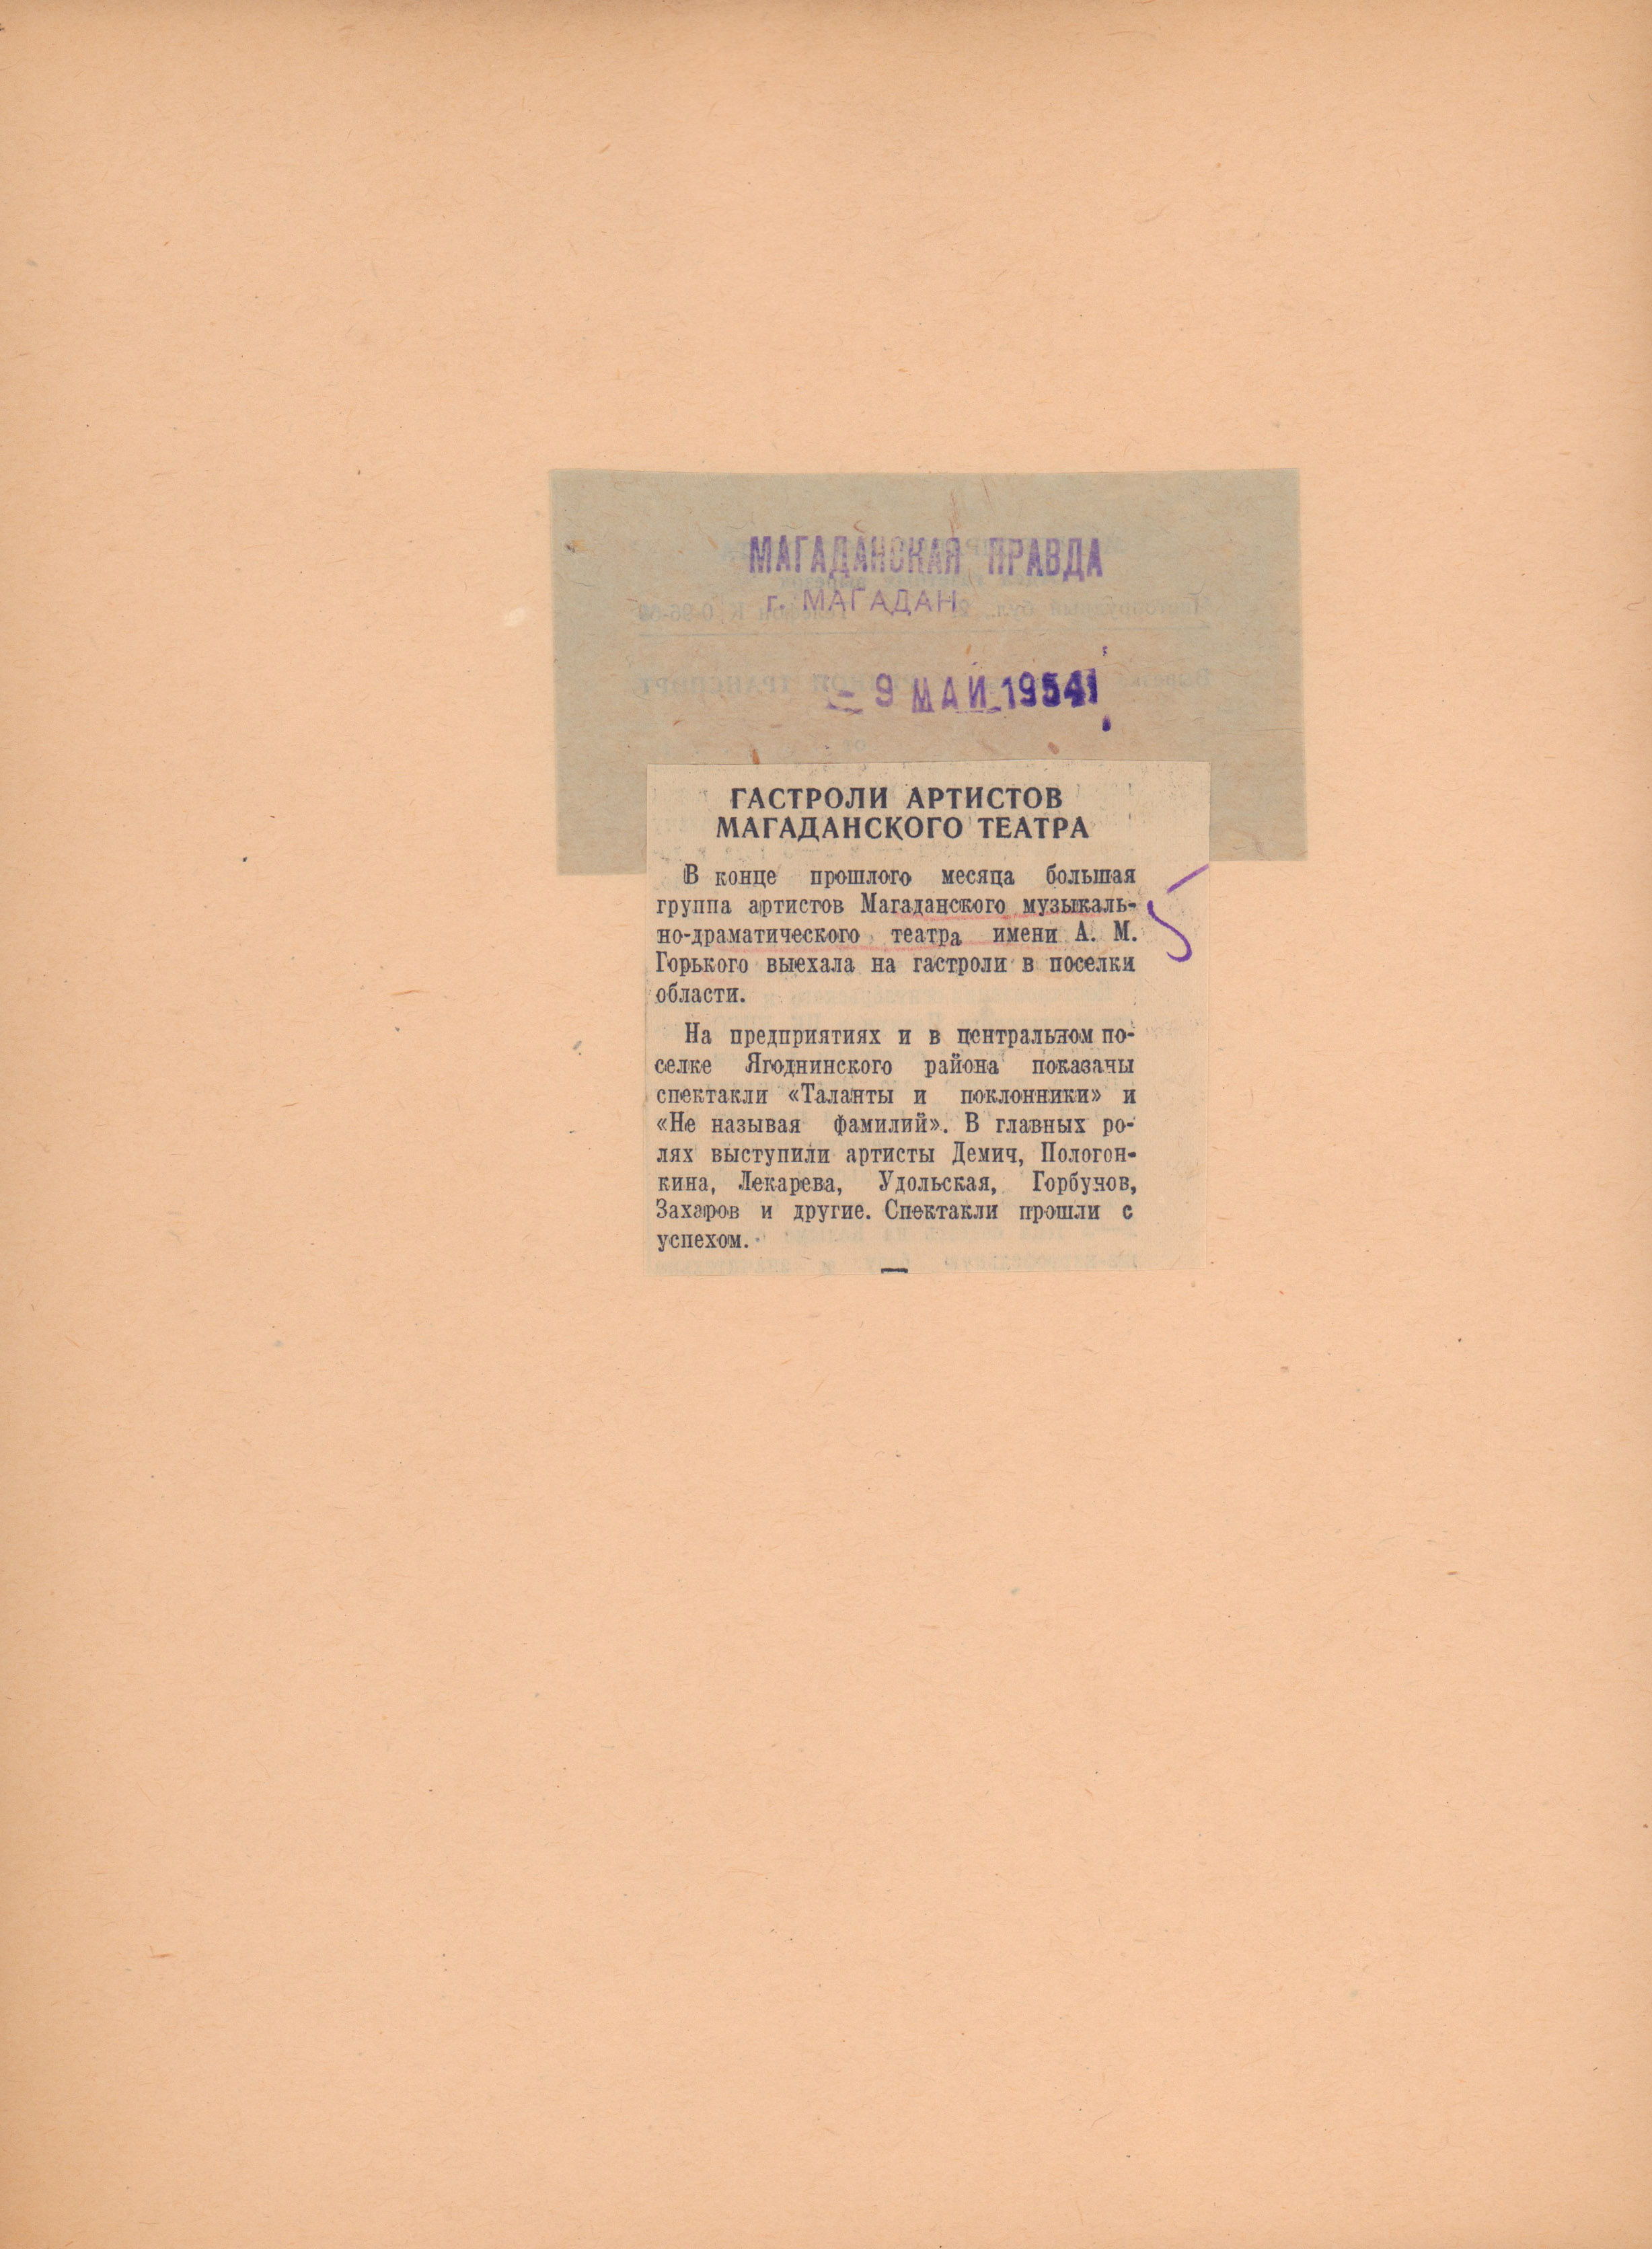 МАГАДАНСКАЯ ПРАВДА
г. МАГАДАН
– 9 МАЙ 1954
ГАСТРОЛИ АРТИСТОВ
МАГАДАНСКОГО ТЕАТРА
В конце прошлого месяца большая
группа артистов Магаданского музыкаль-
но-драматического театра имени А. М.
Горького выехала на гастроли в поселки
области.
На предприятиях и в центральном по-
селке Ягоднинского района показаны
спектакли «Таланты и поклонники» и
«Не называя фамилий». В главных ро-
лях выступили артисты Демич, Пологон-
кина, Лекарева, Удольская, Горбунов,
Захаров и другие. Спектакли прошли с
успехом.